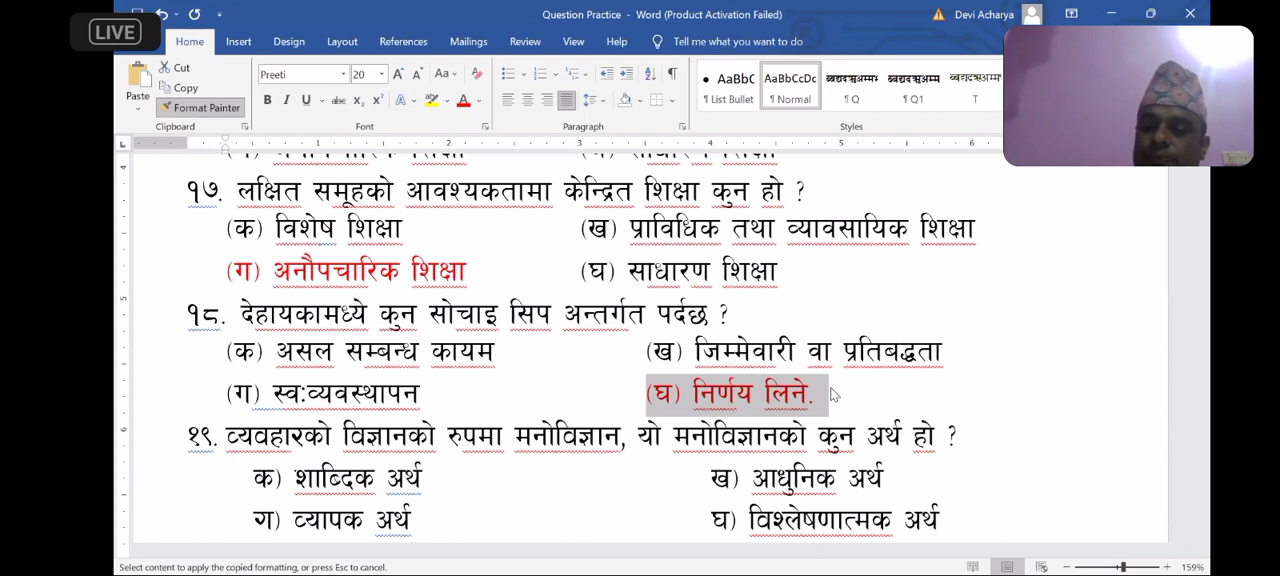 LIVE
Question Practice - Word (Product Activation Failed)
Devi Acharya
Home Insert Design Layout References Mailings Review View Help Tell me what you want to do
Paste
Cut
Copy
Format Painter
Clipboard
Preeti 20
B I U abc
Font
Paragraph
AaBbC AaBbCcDc
¶ List Bullet ¶ Normal ¶ Q ¶ Q1 T
Styles
१७. लक्षित समूहको आवश्यकतामा केन्द्रित शिक्षा कुन हो ?
(क) विशेष शिक्षा (ख) प्राविधिक तथा व्यावसायिक शिक्षा
(ग) अनौपचारिक शिक्षा (घ) साधारण शिक्षा
१८. देहायकामध्ये कुन सोचाइ सिप अन्तर्गत पर्दछ ?
(क) असल सम्बन्ध कायम (ख) जिम्मेवारी वा प्रतिबद्धता
(ग) स्वःव्यवस्थापन (घ) निर्णय लिने.
१९. व्यवहारको विज्ञानको रुपमा मनोविज्ञान, यो मनोविज्ञानको कुन अर्थ हो ?
क) शाब्दिक अर्थ ख) आधुनिक अर्थ
ग) व्यापक अर्थ घ) विश्लेषणात्मक अर्थ
Select content to apply the copied formatting, or press Esc to cancel.
159%